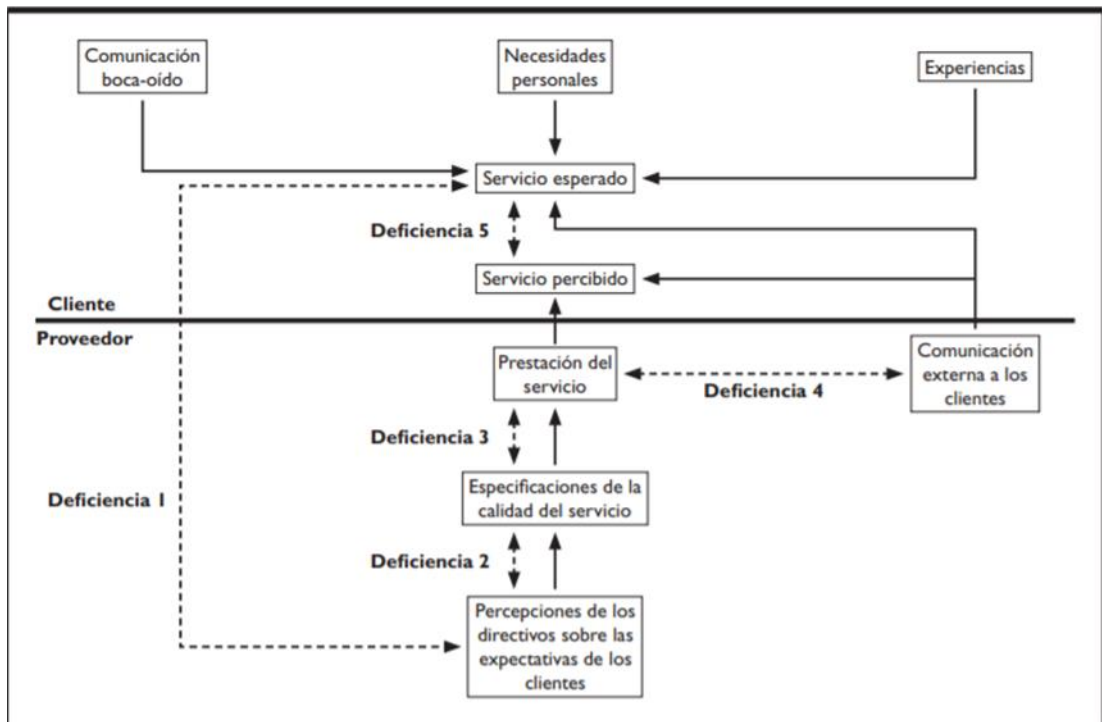 Comunicación
boca-oído
Necesidades
personales
Experiencias
Servicio esperado
Deficiencia 5
Servicio percibido
Cliente
Proveedor
Prestación del
servicio
Comunicación
externa a los
clientes
Deficiencia 4
Deficiencia 3
Especificaciones de la
calidad del servicio
Deficiencia 1
Deficiencia 2
Percepciones de los
directivos sobre las
expectativas de los
clientes